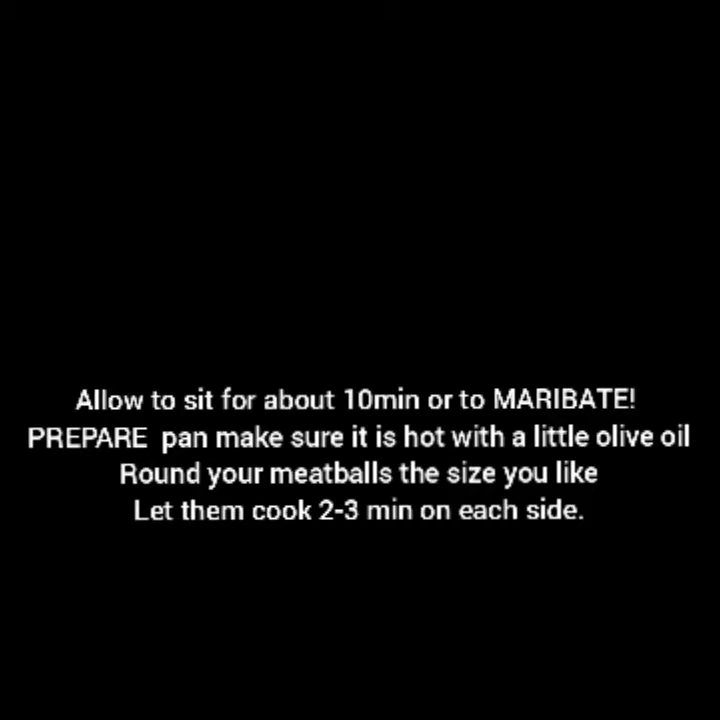 Allow to sit for about 10min or to MARIBATE!
PREPARE  pan make sure it is hot with a little olive oil
Round your meatballs the size you like
Let them cook 2-3 min on each side.